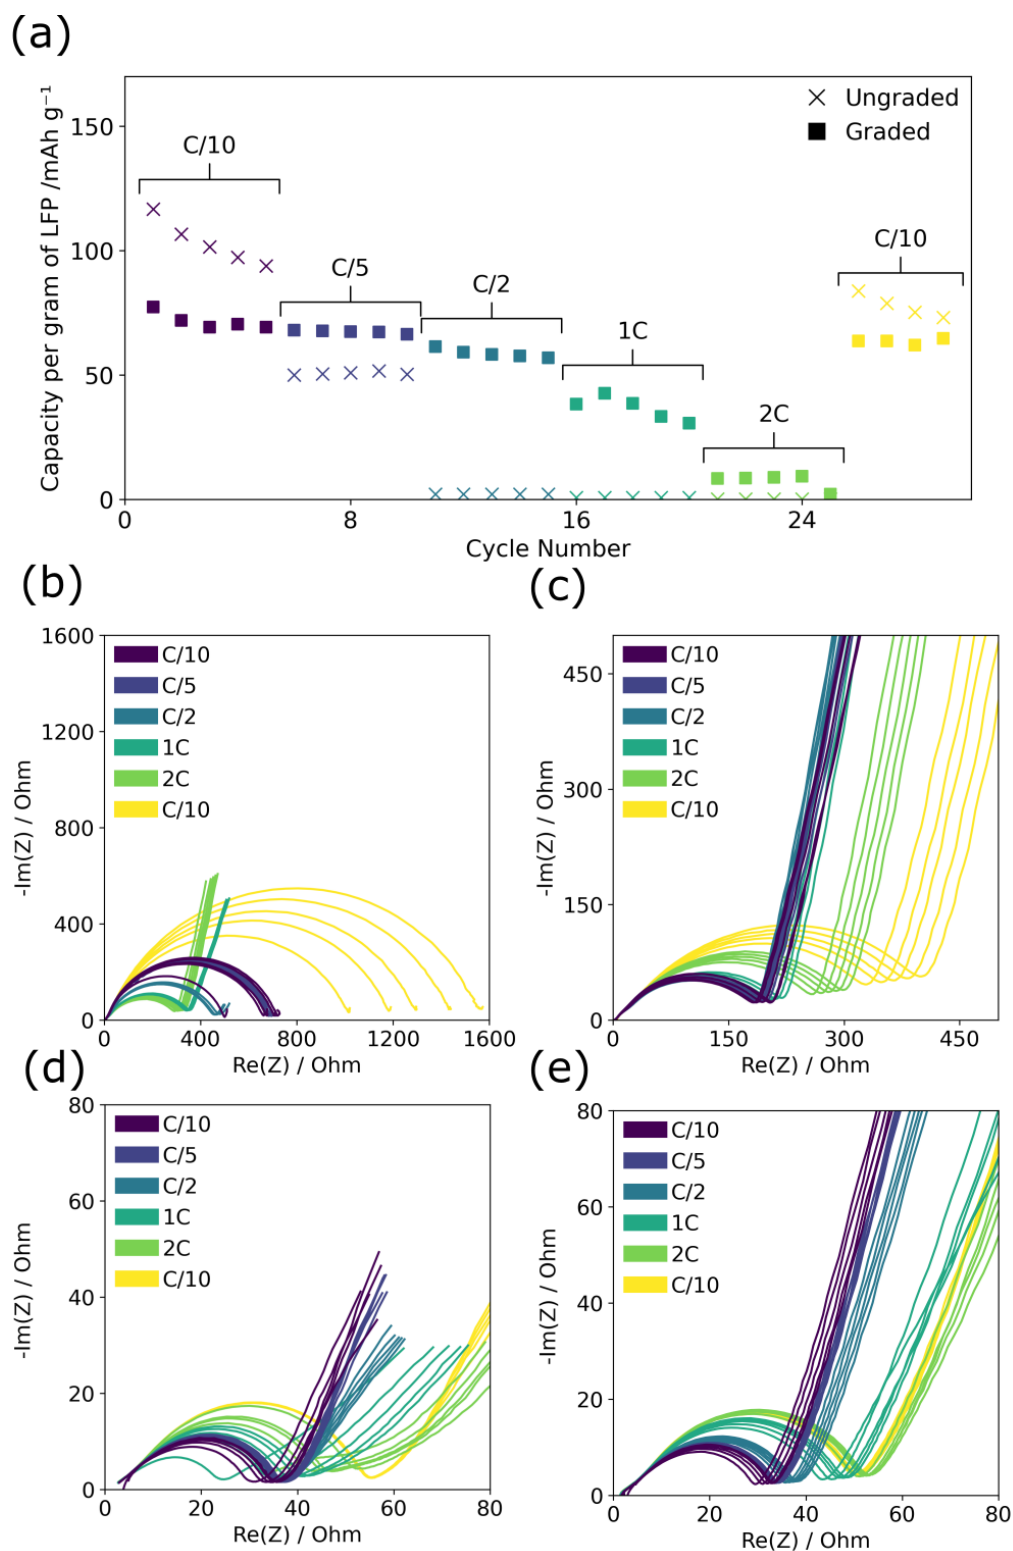 (a)
Capacity per gram of LFP /mAh g⁻¹
150
100
50
0
0
8
16
24
Cycle Number
Ungraded
Graded
C/10
C/5
C/2
1C
2C
C/10
(b)
-Im(Z) / Ohm
1600
1200
800
400
0
C/10
C/5
C/2
1C
2C
C/10
0
400
800
1200
1600
Re(Z) / Ohm
(c)
-Im(Z) / Ohm
450
300
150
0
C/10
C/5
C/2
1C
2C
C/10
0
150
300
450
Re(Z) / Ohm
(d)
-Im(Z) / Ohm
80
60
40
20
0
C/10
C/5
C/2
1C
2C
C/10
0
20
40
60
80
Re(Z) / Ohm
(e)
-Im(Z) / Ohm
80
60
40
20
0
C/10
C/5
C/2
1C
2C
C/10
0
20
40
60
80
Re(Z) / Ohm